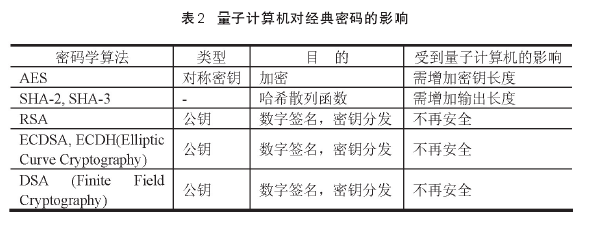 表2 量子计算机对经典密码的影响
密码学算法 类型 目 的 受到量子计算机的影响
AES 对称密钥 加密 需增加密钥长度
SHA-2, SHA-3 - 哈希散列函数 需增加输出长度
RSA 公钥 数字签名，密钥分发 不再安全
ECDSA, ECDH(Elliptic
Curve Cryptography) 公钥 数字签名，密钥分发 不再安全
DSA (Finite Field
Cryptography) 公钥 数字签名，密钥分发 不再安全